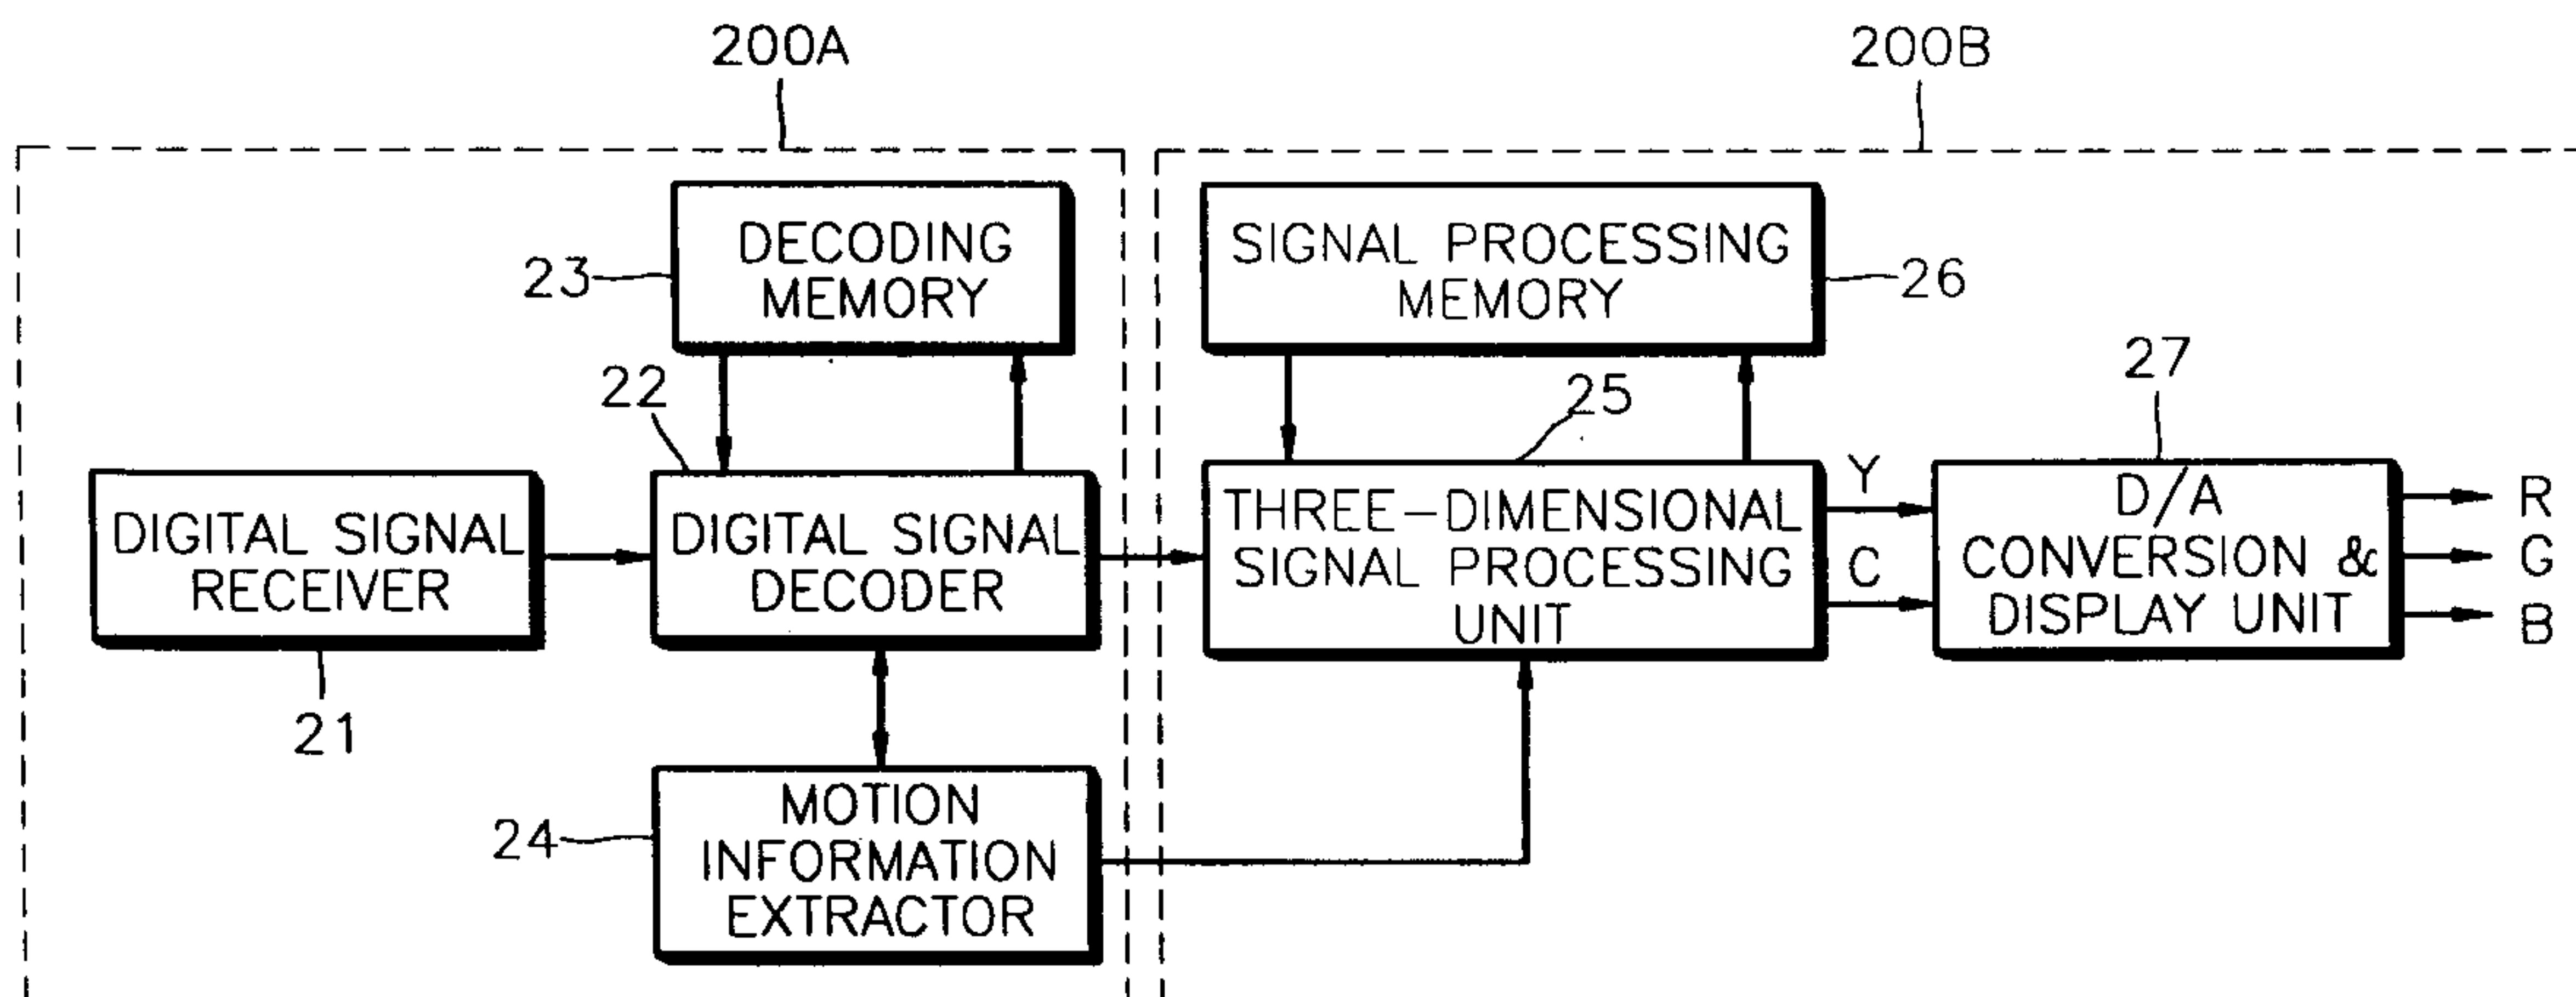 200A
200B
DECODING
MEMORY
23
SIGNAL PROCESSING
MEMORY
26
22
25
27
DIGITAL SIGNAL
RECEIVER
21
DIGITAL SIGNAL
DECODER
THREE-DIMENSIONAL
SIGNAL PROCESSING
UNIT
Y
C
D/A
CONVERSION &
DISPLAY UNIT
R
G
B
24
MOTION
INFORMATION
EXTRACTOR